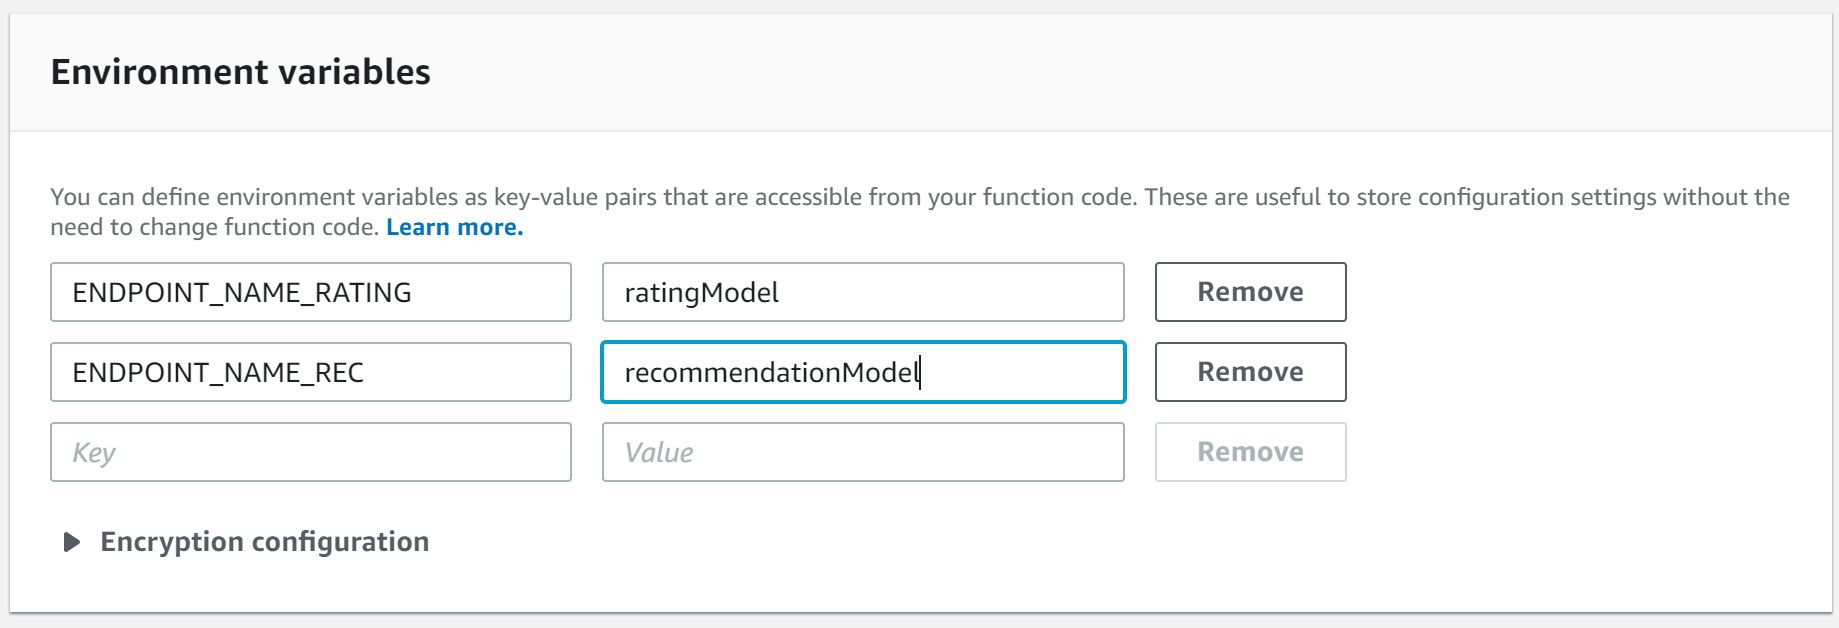 Environment variables
You can define environment variables as key-value pairs that are accessible from your function code. These are useful to store configuration settings without the
need to change function code. Learn more.
ENDPOINT_NAME_RATING ratingModel Remove
ENDPOINT_NAME_REC recommendationModel Remove
Key Value Remove
Encryption configuration